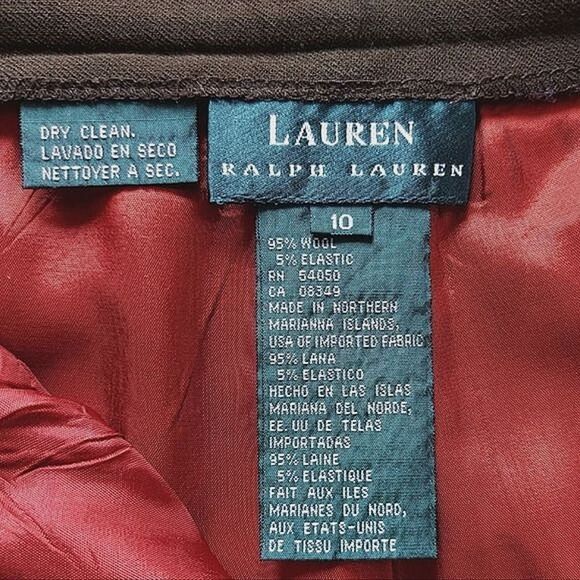 DRY CLEAN.
LAVADO EN SECO
NETTOYER A SEC.
LAUREN
RALPH LAUREN
10
95% WOOL
5% ELASTIC
RN 54050
CA 08349
MADE IN NORTHERN
MARIANNA ISLANDS,
USA OF IMPORTED FABRIC
95% LANA
5% ELASTICO
HECHO EN LAS ISLAS
MARIANA DEL NORDE,
EE.UU DE TELAS
IMPORTADAS
95% LAINE
5% ELASTIQUE
FAIT AUX ILES
MARIANES DU NORD,
AUX ETATS-UNIS
DE TISSU IMPORTE